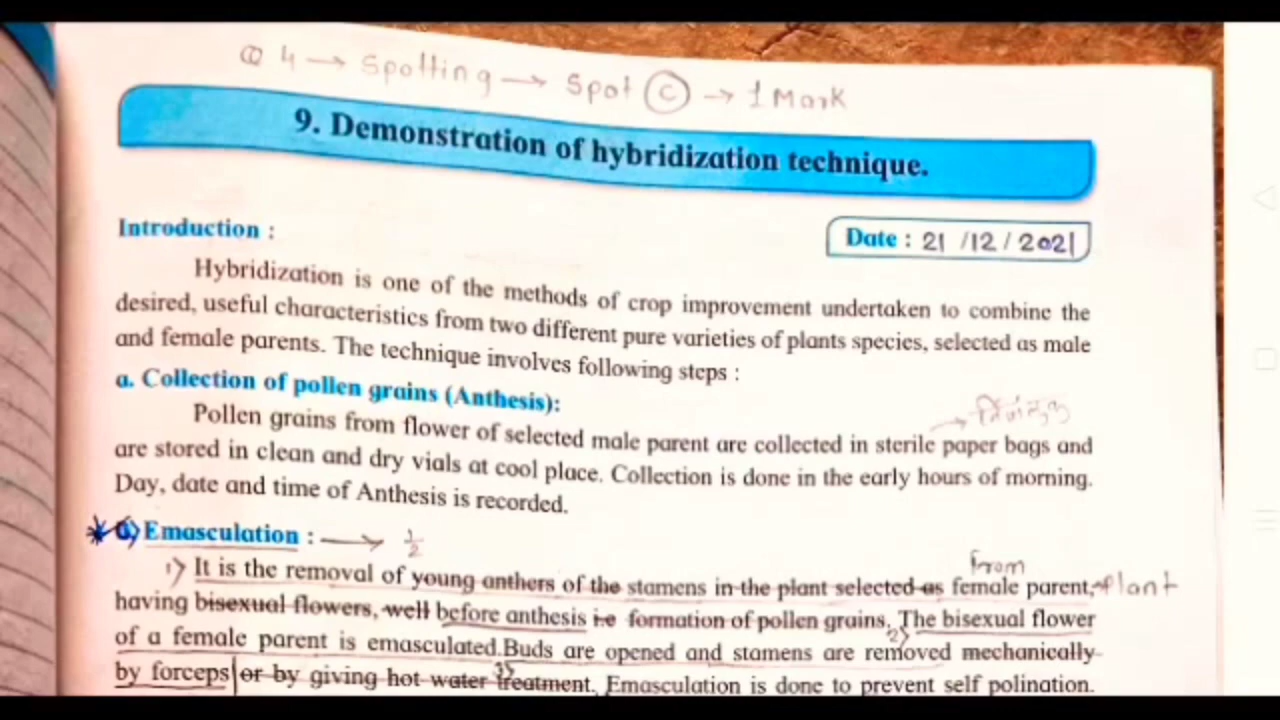 Q 4 → Spotting → Spot (C) → 1 Mark
9. Demonstration of hybridization technique.
Introduction :
Date : 21 /12 / 2021
Hybridization is one of the methods of crop improvement undertaken to combine the
desired, useful characteristics from two different pure varieties of plants species, selected as male
and female parents. The technique involves following steps :
a. Collection of pollen grains (Anthesis):
→ निर्जंतुक
Pollen grains from flower of selected male parent are collected in sterile paper bags and
are stored in clean and dry vials at cool place. Collection is done in the early hours of morning.
Day, date and time of Anthesis is recorded.
Emasculation : → 1/2
from
1) It is the removal of young anthers of the stamens in the plant selected as female parent, plant
having bisexual flowers, well before anthesis i.e formation of pollen grains. 2) The bisexual flower
of a female parent is emasculated. 3) Buds are opened and stamens are removed mechanically
by forceps or by giving hot water treatment. Emasculation is done to prevent self polination.